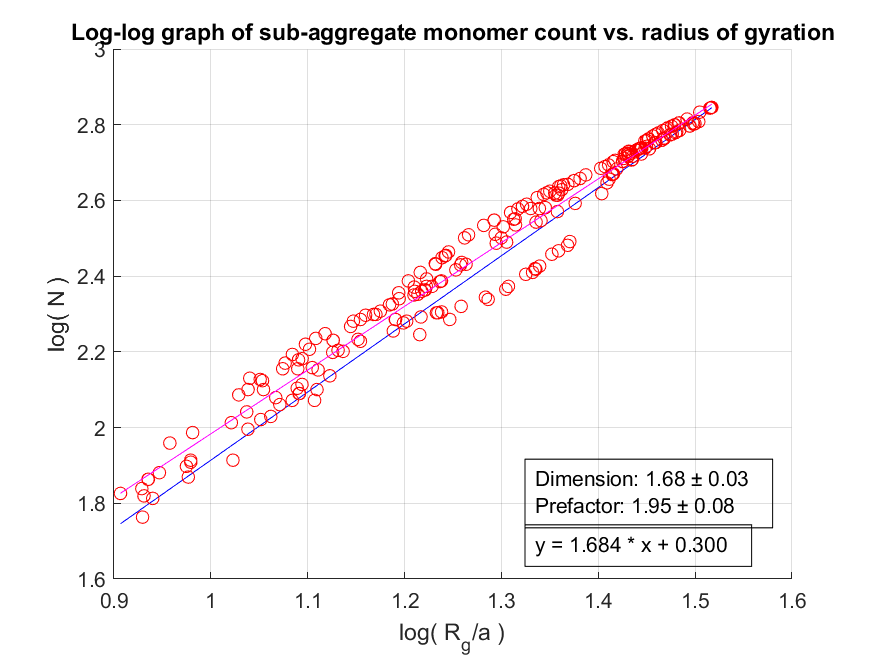 Log-log graph of sub-aggregate monomer count vs. radius of gyration
3
2.8
2.6
2.4
2.2
2
1.8
1.6
log( N )
Dimension: 1.68 ± 0.03
Prefactor: 1.95 ± 0.08
y = 1.684 * x + 0.300
0.9 1 1.1 1.2 1.3 1.4 1.5 1.6
log( R_g/a )